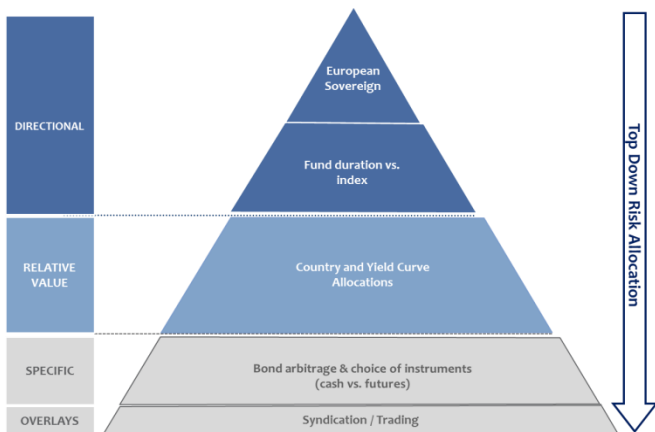 European
Sovereign
DIRECTIONAL
Fund duration vs.
index
RELATIVE
VALUE
Country and Yield Curve
Allocations
SPECIFIC
Bond arbitrage & choice of instruments
(cash vs. futures)
OVERLAYS
Syndication / Trading
Top Down Risk Allocation